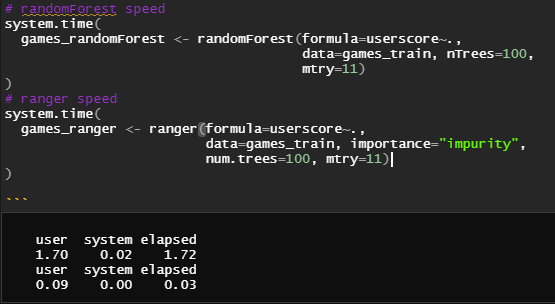 # randomForest speed
system.time(
  games_randomForest <- randomForest(formula=userscore~.,
                                     data=games_train, nTrees=100,
                                     mtry=11)
)
# ranger speed
system.time(
  games_ranger <- ranger(formula=userscore~.,
                         data=games_train, importance="impurity",
                         num.trees=100, mtry=11)
)
```
   user  system elapsed
   1.70    0.02    1.72
   user  system elapsed
   0.09    0.00    0.03